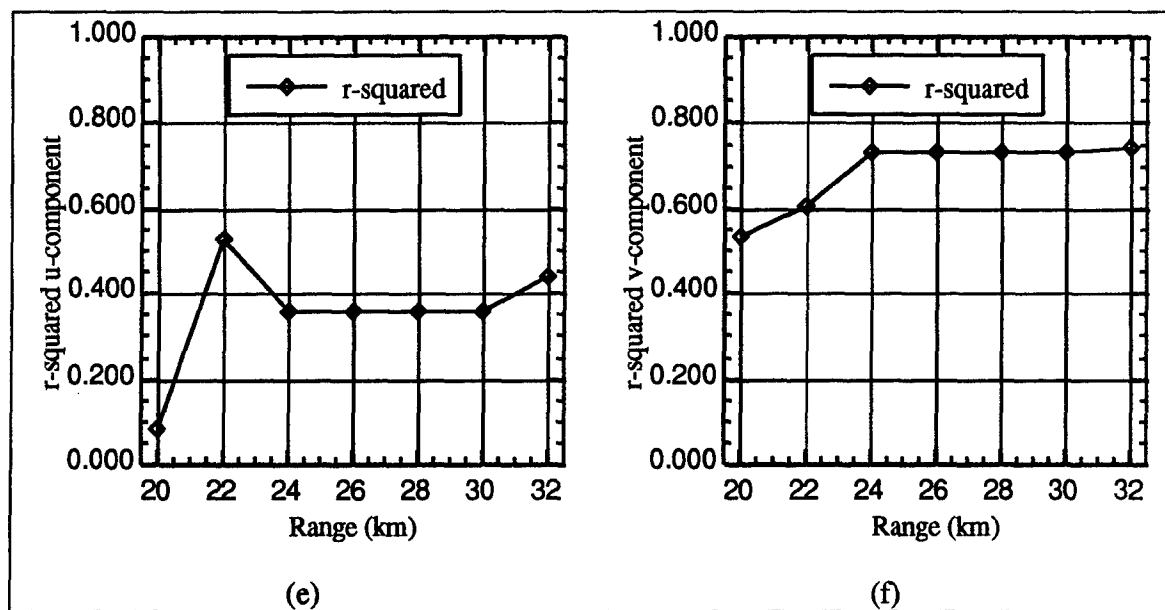 r-squared
1.000
0.800
0.600
0.400
0.200
0.000
r-squared u-component
20 22 24 26 28 30 32
Range (km)
(e)
r-squared
1.000
0.800
0.600
0.400
0.200
0.000
r-squared v-component
20 22 24 26 28 30 32
Range (km)
(f)